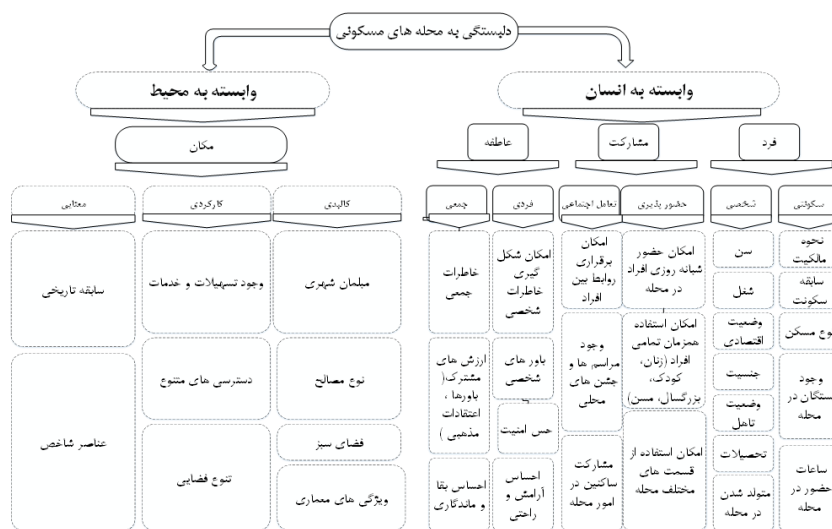 دلبستگی به محله های مسکونی
وابسته به انسان
وابسته به محیط
فرد
مشارکت
عاطفه
مکان
سکونتی
شخصی
حضور پذیری
تعامل اجتماعی
فردی
جمعی
کالبدی
کارکردی
معنایی
نحوه
مالکیت
سابقه
سکونت
نوع مسکن
وجود
بستگان در
محله
ساعات
حضور در
محله
سن
شغل
وضعیت
اقتصادی
جنسیت
وضعیت
تاهل
تحصیلات
متولد شدن
در محله
امکان حضور
شبانه روزی افراد
در محله
امکان استفاده
همزمان تمامی
افراد (زنان،
کودک،
بزرگسال، مسن)
امکان استفاده از
قسمت های
مختلف محله
امکان
برقراری
روابط بین
افراد
وجود
مراسم ها و
جشن های
محلی
مشارکت
ساکنین در
امور محله
امکان شکل
گیری
خاطرات
شخصی
باور های
شخصی
حس امنیت
احساس
آرامش و
راحتی
خاطرات
جمعی
ارزش های
مشترک(
باورها ،
اعتقادات
مذهبی )
احساس بقا
و ماندگاری
مبلمان شهری
نوع مصالح
فضای سبز
ویژگی های معماری
وجود تسهیلات و خدمات
دسترسی های متنوع
تنوع فضایی
سابقه تاریخی
عناصر شاخص